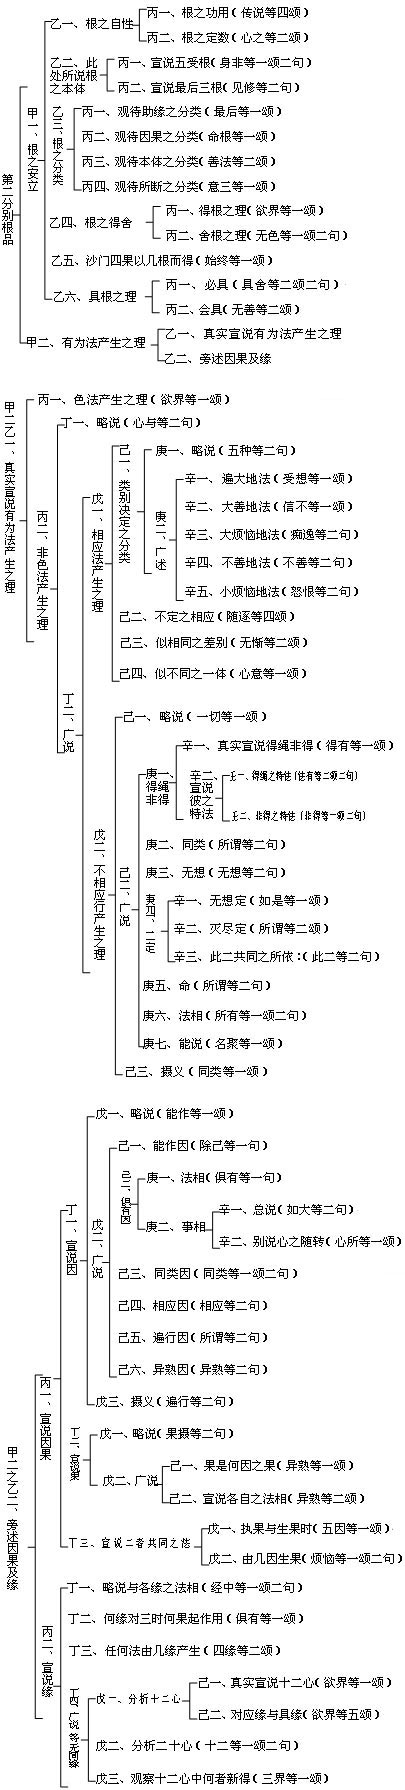 第二分别根品
甲一、根之安立
乙一、根之自性
丙一、根之功用(传说等四颂)
丙二、根之定数(心之等二颂)
乙二、此处所说根之本体
丙一、宣说五受根(身非等一颂二句)
丙二、宣说最后三根(见修等二句)
乙三、根之分类
丙一、观待助缘之分类(最后等一颂)
丙二、观待因果之分类(命根等一颂)
丙三、观待本体之分类(善法等二颂)
丙四、观待所断之分类(意三等一颂)
乙四、根之得舍
丙一、得根之理(欲界等一颂)
丙二、舍根之理(无色等一颂二句)
乙五、沙门四果以几根而得(始终等一颂)
乙六、具根之理
丙一、必具(具舍等二颂二句)
丙二、会具(无善等二颂)
甲二、有为法产生之理
乙一、真实宣说有为法产生之理
乙二、旁述因果及缘
甲二乙一、真实宣说有为法产生之理
丙一、色法产生之理(欲界等一颂)
丙二、非色法产生之理
丁一、略说(心与等二句)
丁二、广说
戊一、相应法产生之理
己一、类别决定之分类
庚一、略说(五种等二句)
庚二、广述
辛一、遍大地法(受想等一颂)
辛二、大善地法(信不等一颂)
辛三、大烦恼地法(痴逸等二句)
辛四、不善地法(不善等二句)
辛五、小烦恼地法(怨恨等二句)
己二、不定之相应(随逐等四颂)
己三、似相同之差别(无惭等二颂)
己四、似不同之一体(心意等一颂)
戊二、不相应行产生之理
己一、略说(一切等一颂)
己二、广说
庚一、得绳非得
辛一、真实宣说得绳非得(得有等一颂)
辛二、宣说彼之特法
壬一、得绳之特法(法有等二颂二句)
壬二、非得之特法(非得等一颂二句)
庚二、同类(所谓等二句)
庚三、无想(无想等二句)
庚四、二定
辛一、无想定(如是等一颂)
辛二、灭尽定(所谓等二颂)
辛三、此二共同之所依:(此二等二句)
庚五、命(所谓等二句)
庚六、法相(所有等一颂二句)
庚七、能说(名聚等一颂)
己三、摄义(同类等一颂)
甲二之乙二、旁述因果及缘
丙一、宣说因果
丁一、宣说因
戊一、略说(能作等一颂)
戊二、广说
己一、能作因(除己等一句)
己二、俱有因
庚一、法相(俱有等一句)
庚二、事相
辛一、总说(如大等二句)
辛二、别说心之随转(心所等一颂)
己三、同类因(同类等一颂二句)
己四、相应因(相应等二句)
己五、遍行因(所谓等二句)
己六、异熟因(异熟等二句)
戊三、摄义(遍行等二句)
丁二、宣说果
戊一、略说(果摄等二句)
戊二、广说
己一、果是何因之果(异熟等一颂)
己二、宣说各自之法相(异熟等二颂)
丁三、宣说二者共同之法
戊一、执果与生果时(五因等一颂)
戊二、由几因生果(烦恼等一颂二句)
丙二、宣说缘
丁一、略说与各缘之法相(经中等一颂二句)
丁二、何缘对三时何果起作用(俱有等一颂)
丁三、任何法由几缘产生(四缘等二颂)
丁四、广说等无间缘
戊一、分析十二心
己一、真实宣说十二心(欲界等一颂)
己二、对应缘与具缘(欲界等五颂)
戊二、分析二十心(十二等一颂二句)
戊三、观察十二心中何者新得(三界等一颂)